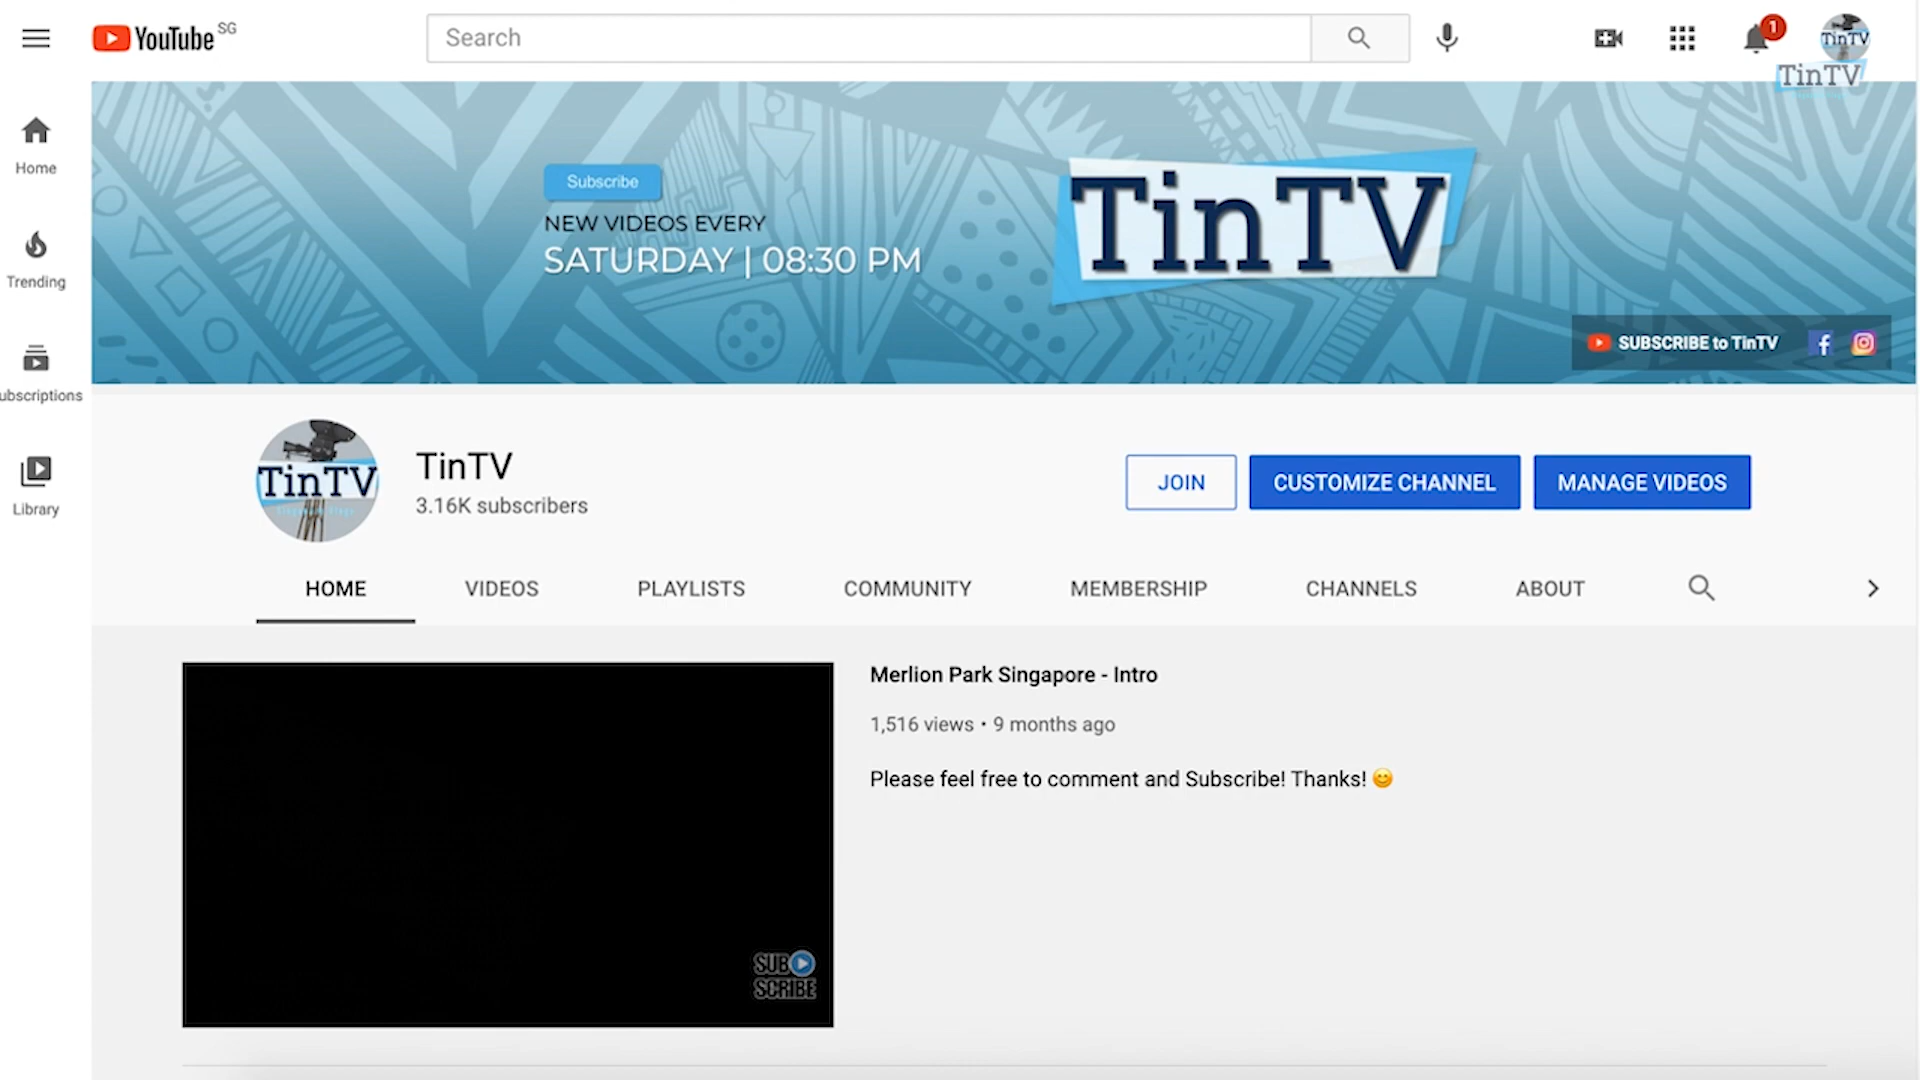 YouTube SG
Search
1
TinTV
TinTV
Home
Trending
ubscriptions
Library
Subscribe
NEW VIDEOS EVERY
SATURDAY | 08:30 PM
TinTV
SUBSCRIBE to TinTV
TinTV
TinTV
3.16K subscribers
JOIN
CUSTOMIZE CHANNEL
MANAGE VIDEOS
HOME
VIDEOS
PLAYLISTS
COMMUNITY
MEMBERSHIP
CHANNELS
ABOUT
Merlion Park Singapore - Intro
1,516 views • 9 months ago
Please feel free to comment and Subscribe! Thanks! 😊
SUB
SCRIBE